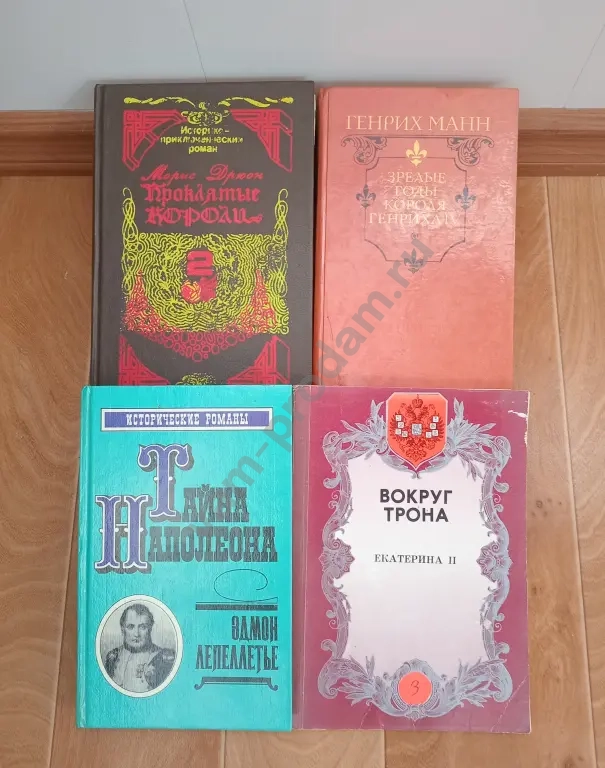 Историко-
приключенческий
роман
Морис Дрюон
Проклятые
короли
2
ГЕНРИХ МАНН
ЗРЕЛЫЕ
ГОДЫ
КОРОЛЯ
ГЕНРИХА IV
ИСТОРИЧЕСКИЕ РОМАНЫ
ТАЙНА
НАПОЛЕОНА
ЭДМОН
ЛЕПЕЛЛЕТЬЕ
ВОКРУГ
ТРОНА
ЕКАТЕРИНА II
3